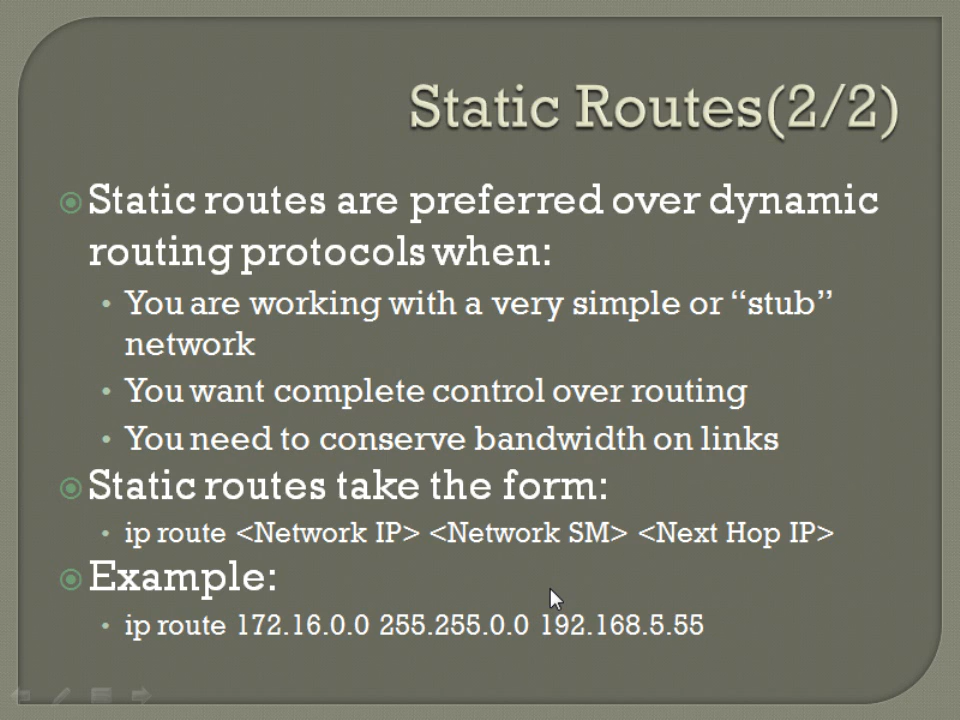 Static Routes(2/2)
Static routes are preferred over dynamic
routing protocols when:
You are working with a very simple or “stub”
network
You want complete control over routing
You need to conserve bandwidth on links
Static routes take the form:
ip route <Network IP> <Network SM> <Next Hop IP>
Example:
ip route 172.16.0.0 255.255.0.0 192.168.5.55